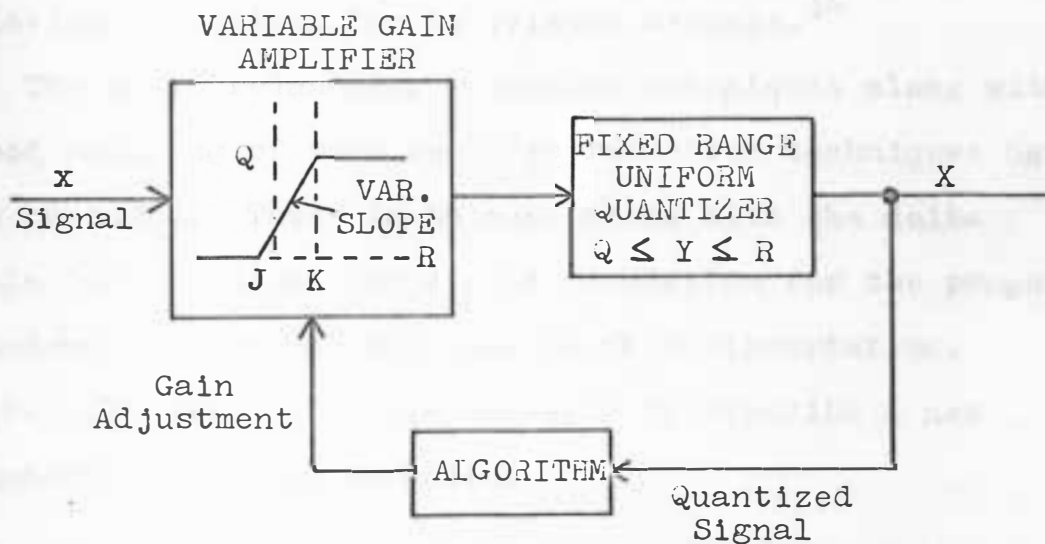 VARIABLE GAIN
AMPLIFIER
Q
VAR.
SLOPE
R
J K
x
Signal
FIXED RANGE
UNIFORM
QUANTIZER
Q ≤ Y ≤ R
X
Gain
Adjustment
ALGORITHM
Quantized
Signal